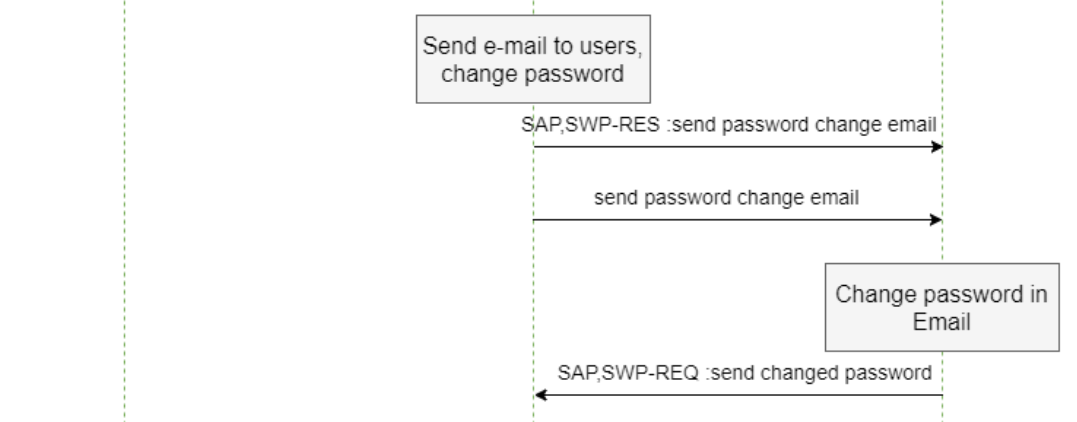 Send e-mail to users,
change password
SAP,SWP-RES :send password change email
send password change email
Change password in
Email
SAP,SWP-REQ :send changed password